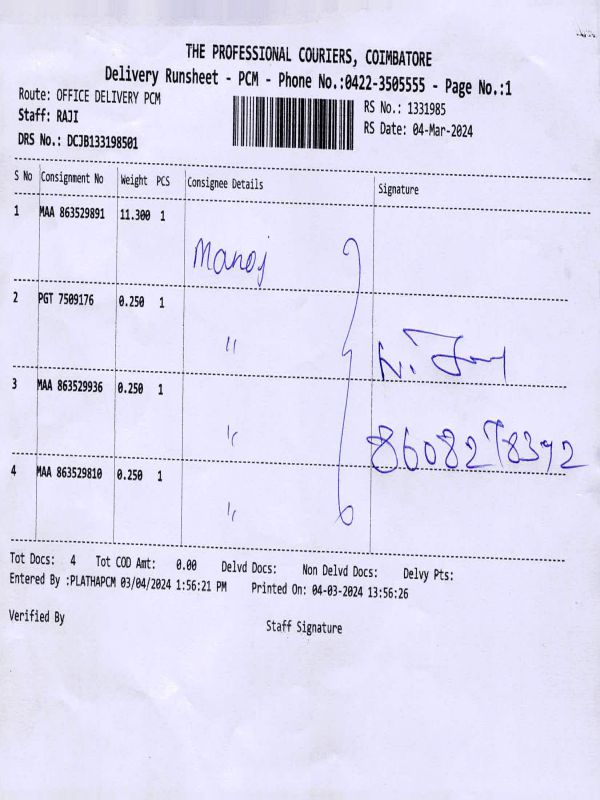 THE PROFESSIONAL COURIERS, COIMBATORE
Delivery Runsheet - PCM - Phone No.:0422-3505555 - Page No.:1
Route: OFFICE DELIVERY PCM
Staff: RAJI
DRS No.: DCJB133198501
RS No.: 1331985
RS Date: 04-Mar-2024
S No Consignment No Weight PCS Consignee Details Signature
1 MAA 863529891 11.300 1
Manoj
2 PGT 7509176 0.250 1
〃
3 MAA 863529936 0.250 1
〃
8608278392
4 MAA 863529810 0.250 1
〃
Tot Docs: 4 Tot COD Amt: 0.00 Delvd Docs: Non Delvd Docs: Delvy Pts:
Entered By :PLATHAPCM 03/04/2024 1:56:21 PM Printed On: 04-03-2024 13:56:26
Verified By Staff Signature